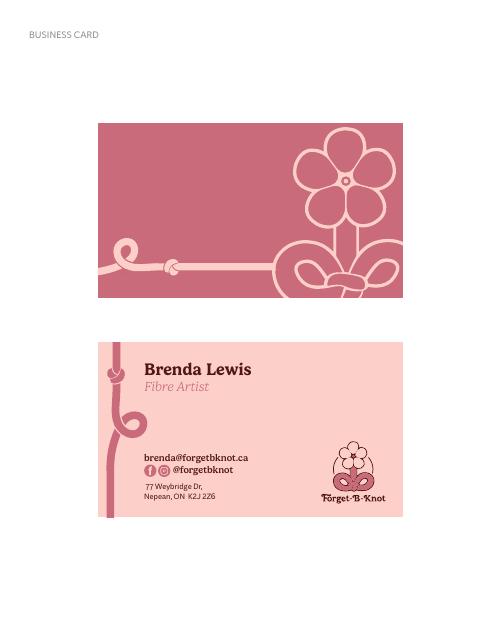 BUSINESS CARD
Brenda Lewis
Fibre Artist
brenda@forgetbknot.ca
@forgetbknot
77 Weybridge Dr,
Nepean, ON K2J 2Z6
Forget-B-Knot